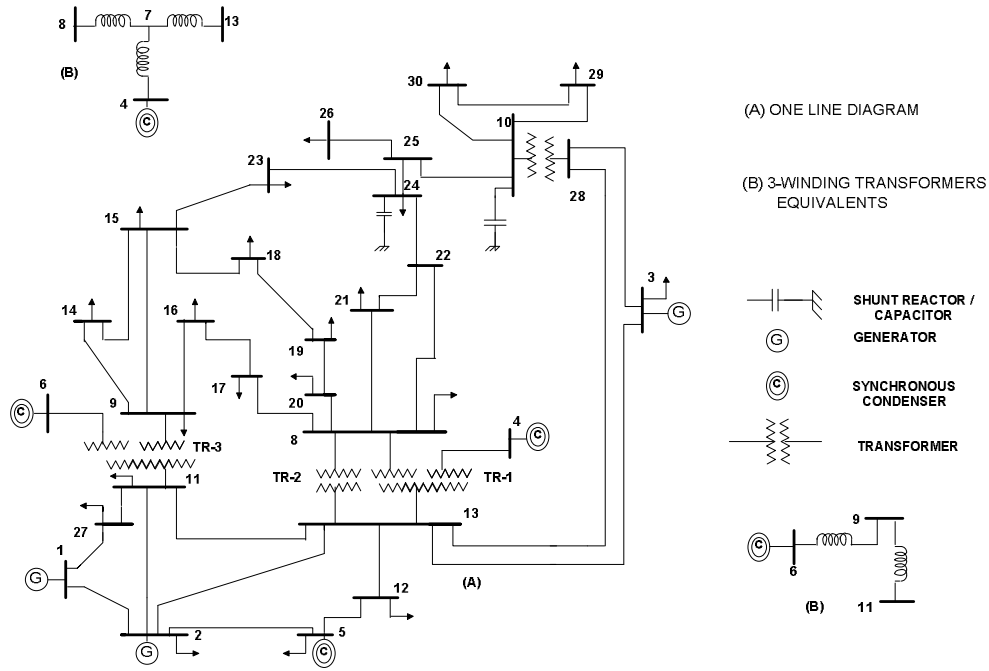 8
7
13
(B)
4
C
30
29
10
28
26
25
24
23
22
15
18
3
G
21
14
16
19
17
20
6
C
9
TR-3
8
4
C
TR-2
TR-1
11
13
27
1
G
(A)
12
2
G
5
C
(A) ONE LINE DIAGRAM
(B) 3-WINDING TRANSFORMERS
EQUIVALENTS
SHUNT REACTOR /
CAPACITOR
G
GENERATOR
C
SYNCHRONOUS
CONDENSER
TRANSFORMER
9
C
6
(B)
11